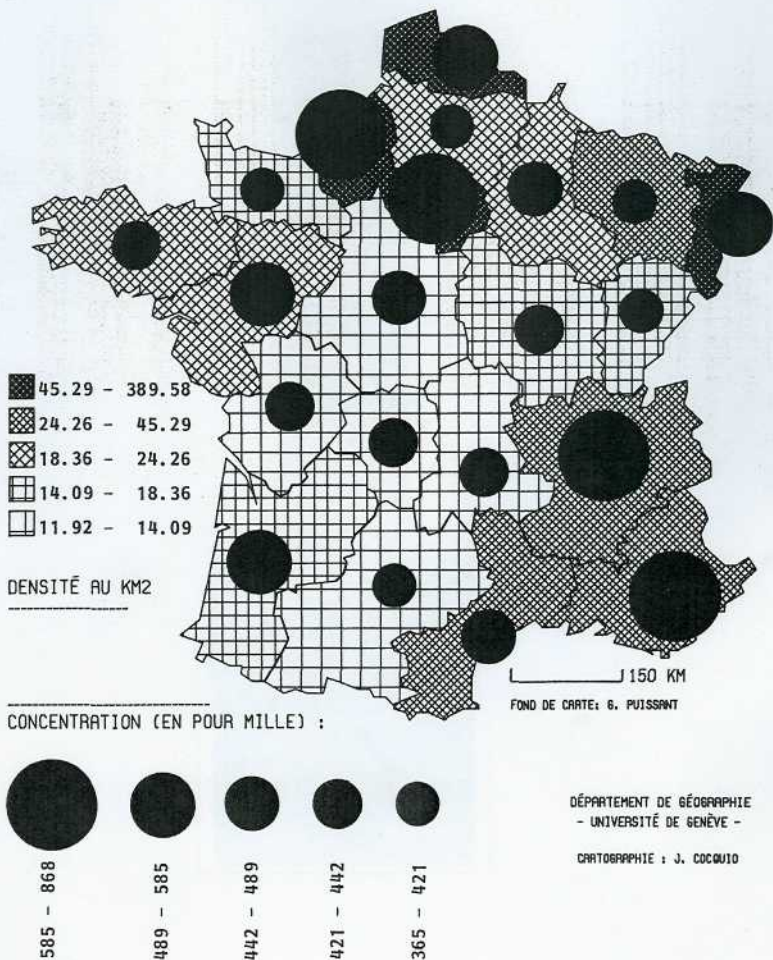 45.29 - 389.58
24.26 - 45.29
18.36 - 24.26
14.09 - 18.36
11.92 - 14.09
DENSITÉ AU KM2
150 KM
FOND DE CARTE: G. PUISSANT
CONCENTRATION (EN POUR MILLE) :
585 - 868
489 - 585
442 - 489
421 - 442
365 - 421
DÉPARTEMENT DE GÉOGRAPHIE
- UNIVERSITÉ DE GENÈVE -
CARTOGRAPHIE : J. COCQUIO